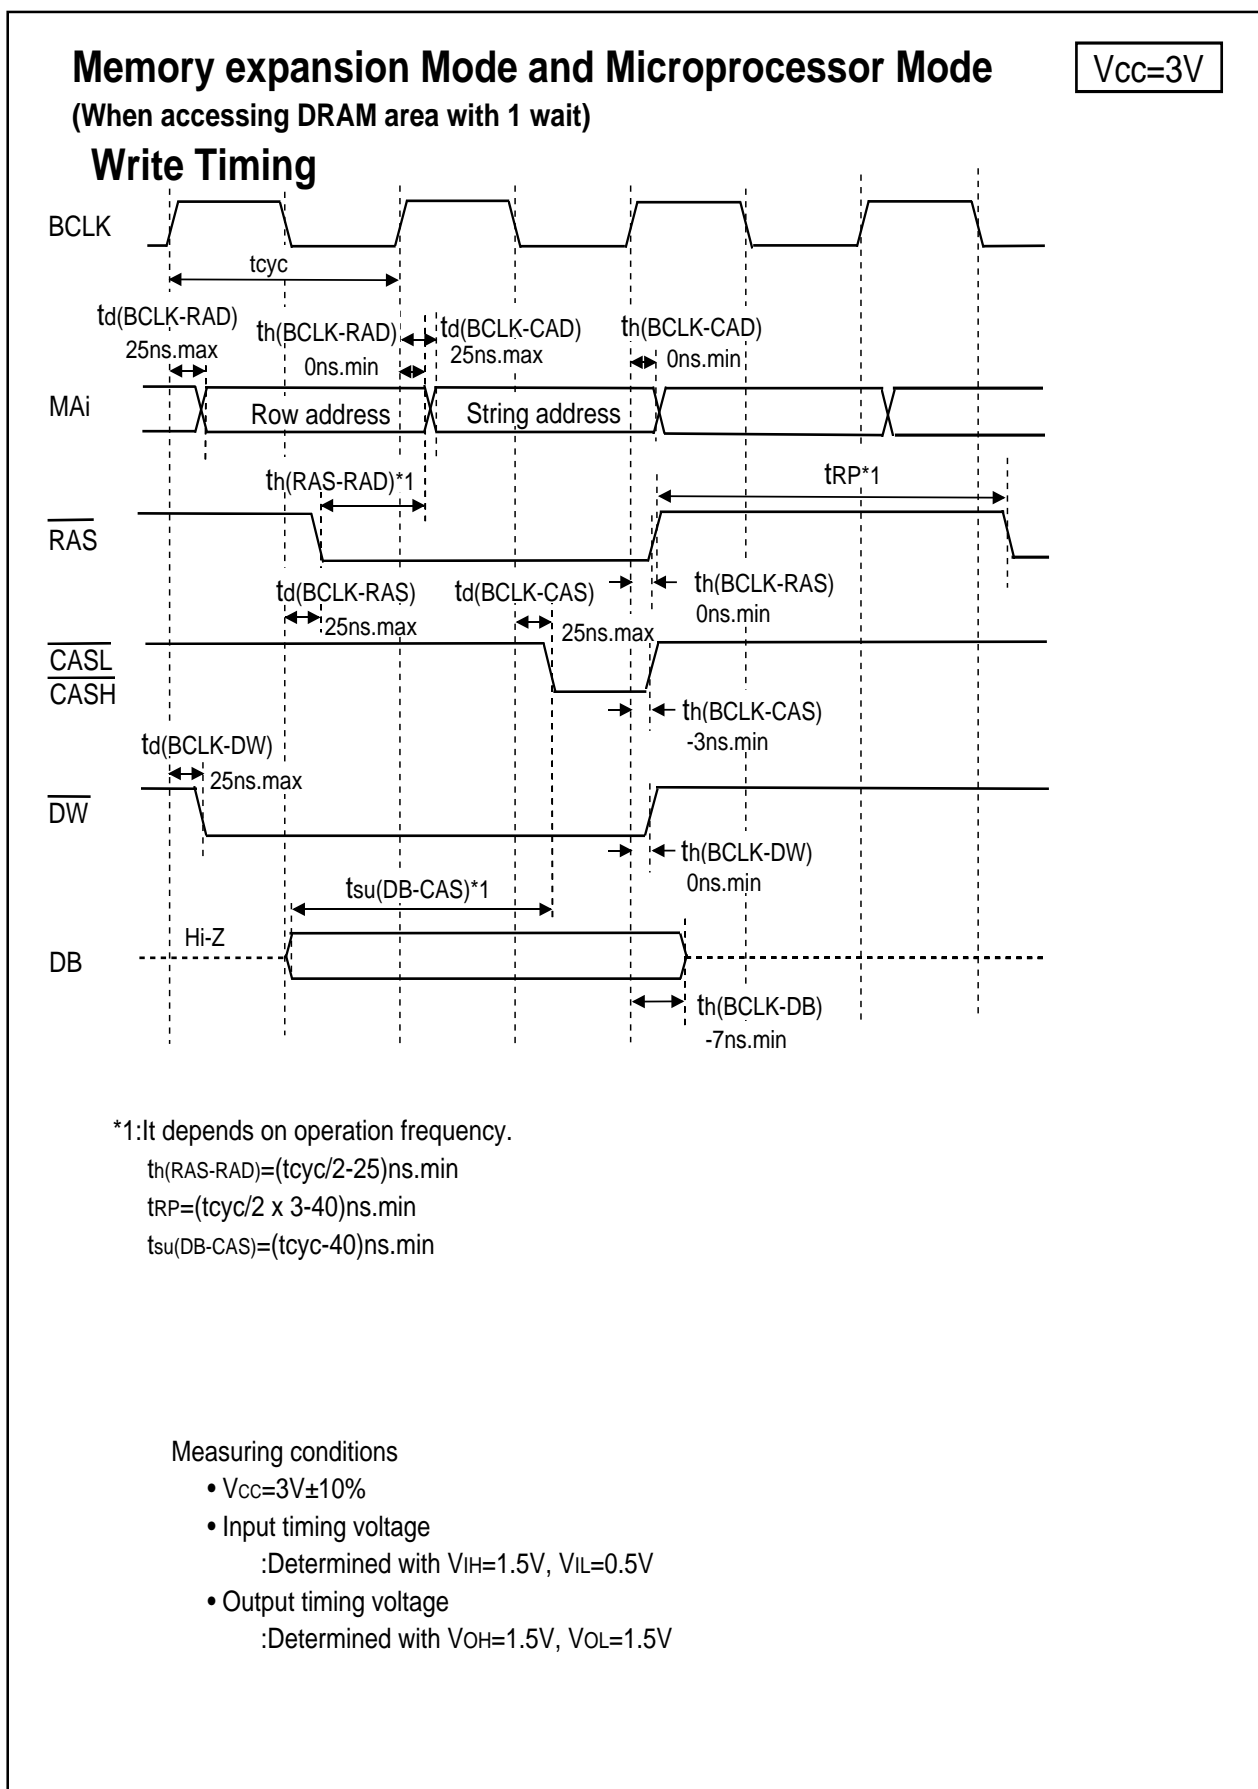 Memory expansion Mode and Microprocessor Mode
Vcc=3V
(When accessing DRAM area with 1 wait)
Write Timing
BCLK
tcyc
td(BCLK-RAD)
25ns.max
th(BCLK-RAD)
0ns.min
td(BCLK-CAD)
25ns.max
th(BCLK-CAD)
0ns.min
MAi
Row address
String address
th(RAS-RAD)*1
tRP*1
RAS
td(BCLK-RAS)
25ns.max
td(BCLK-CAS)
25ns.max
th(BCLK-RAS)
0ns.min
CASL
CASH
th(BCLK-CAS)
-3ns.min
td(BCLK-DW)
25ns.max
DW
th(BCLK-DW)
0ns.min
tsu(DB-CAS)*1
Hi-Z
DB
th(BCLK-DB)
-7ns.min
*1:It depends on operation frequency.
th(RAS-RAD)=(tcyc/2-25)ns.min
tRP=(tcyc/2 x 3-40)ns.min
tsu(DB-CAS)=(tcyc-40)ns.min
Measuring conditions
• VCC=3V±10%
• Input timing voltage
:Determined with VIH=1.5V, VIL=0.5V
• Output timing voltage
:Determined with VOH=1.5V, VOL=1.5V